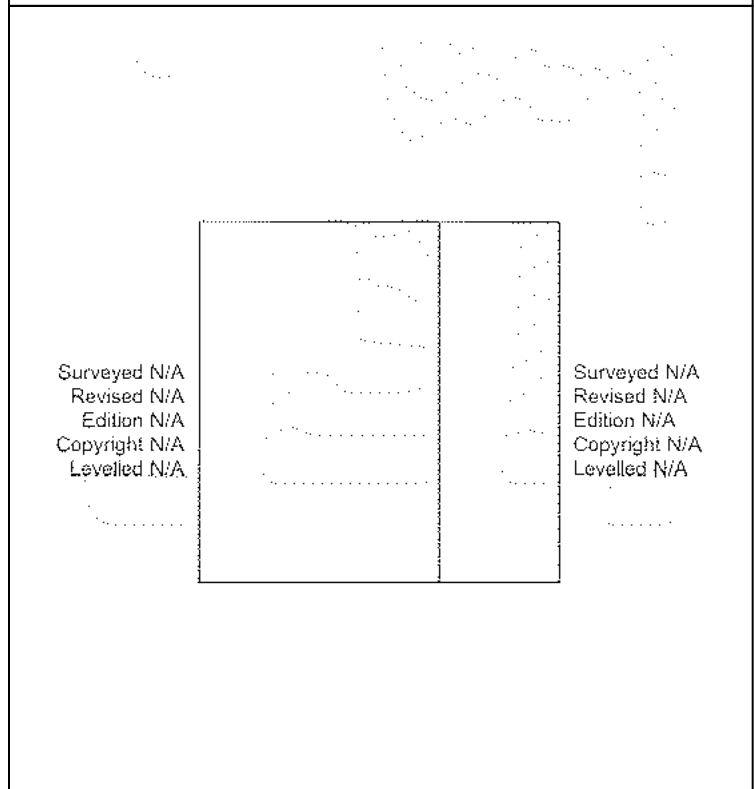 Surveyed N/A
Revised N/A
Edition N/A
Copyright N/A
Levelled N/A
Surveyed N/A
Revised N/A
Edition N/A
Copyright N/A
Levelled N/A